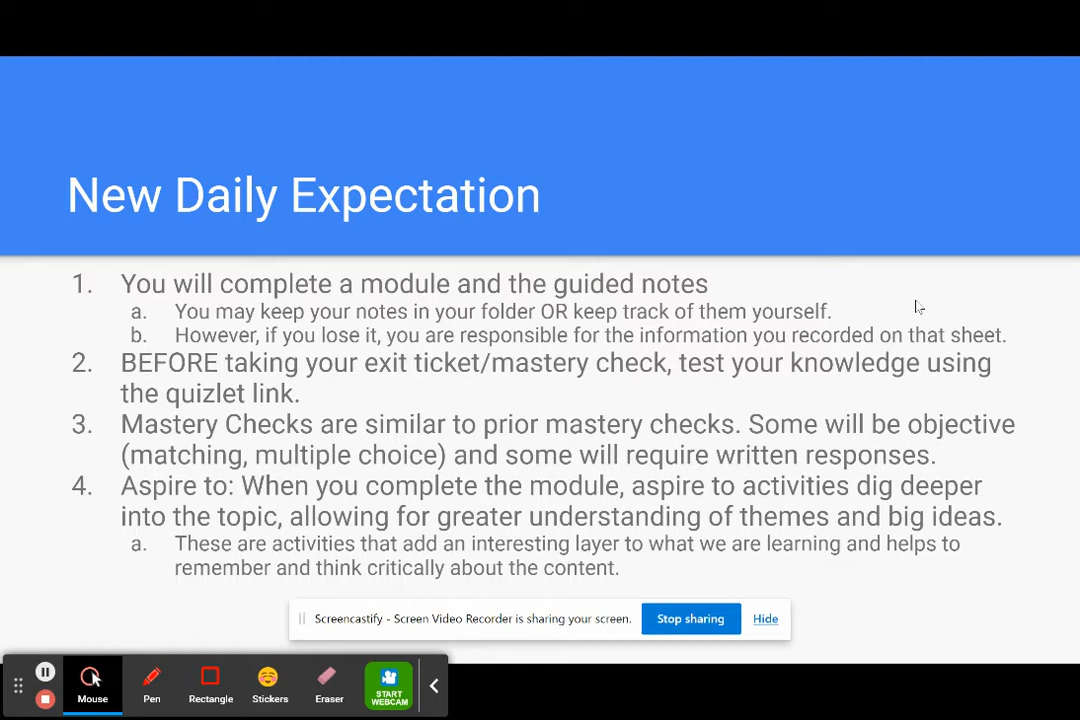 New Daily Expectation
1. You will complete a module and the guided notes
a. You may keep your notes in your folder OR keep track of them yourself.
b. However, if you lose it, you are responsible for the information you recorded on that sheet.
2. BEFORE taking your exit ticket/mastery check, test your knowledge using
the quizlet link.
3. Mastery Checks are similar to prior mastery checks. Some will be objective
(matching, multiple choice) and some will require written responses.
4. Aspire to: When you complete the module, aspire to activities dig deeper
into the topic, allowing for greater understanding of themes and big ideas.
a. These are activities that add an interesting layer to what we are learning and helps to
remember and think critically about the content.
Screencastify - Screen Video Recorder is sharing your screen. Stop sharing Hide
Mouse Pen Rectangle Stickers Eraser START
WEBCAM